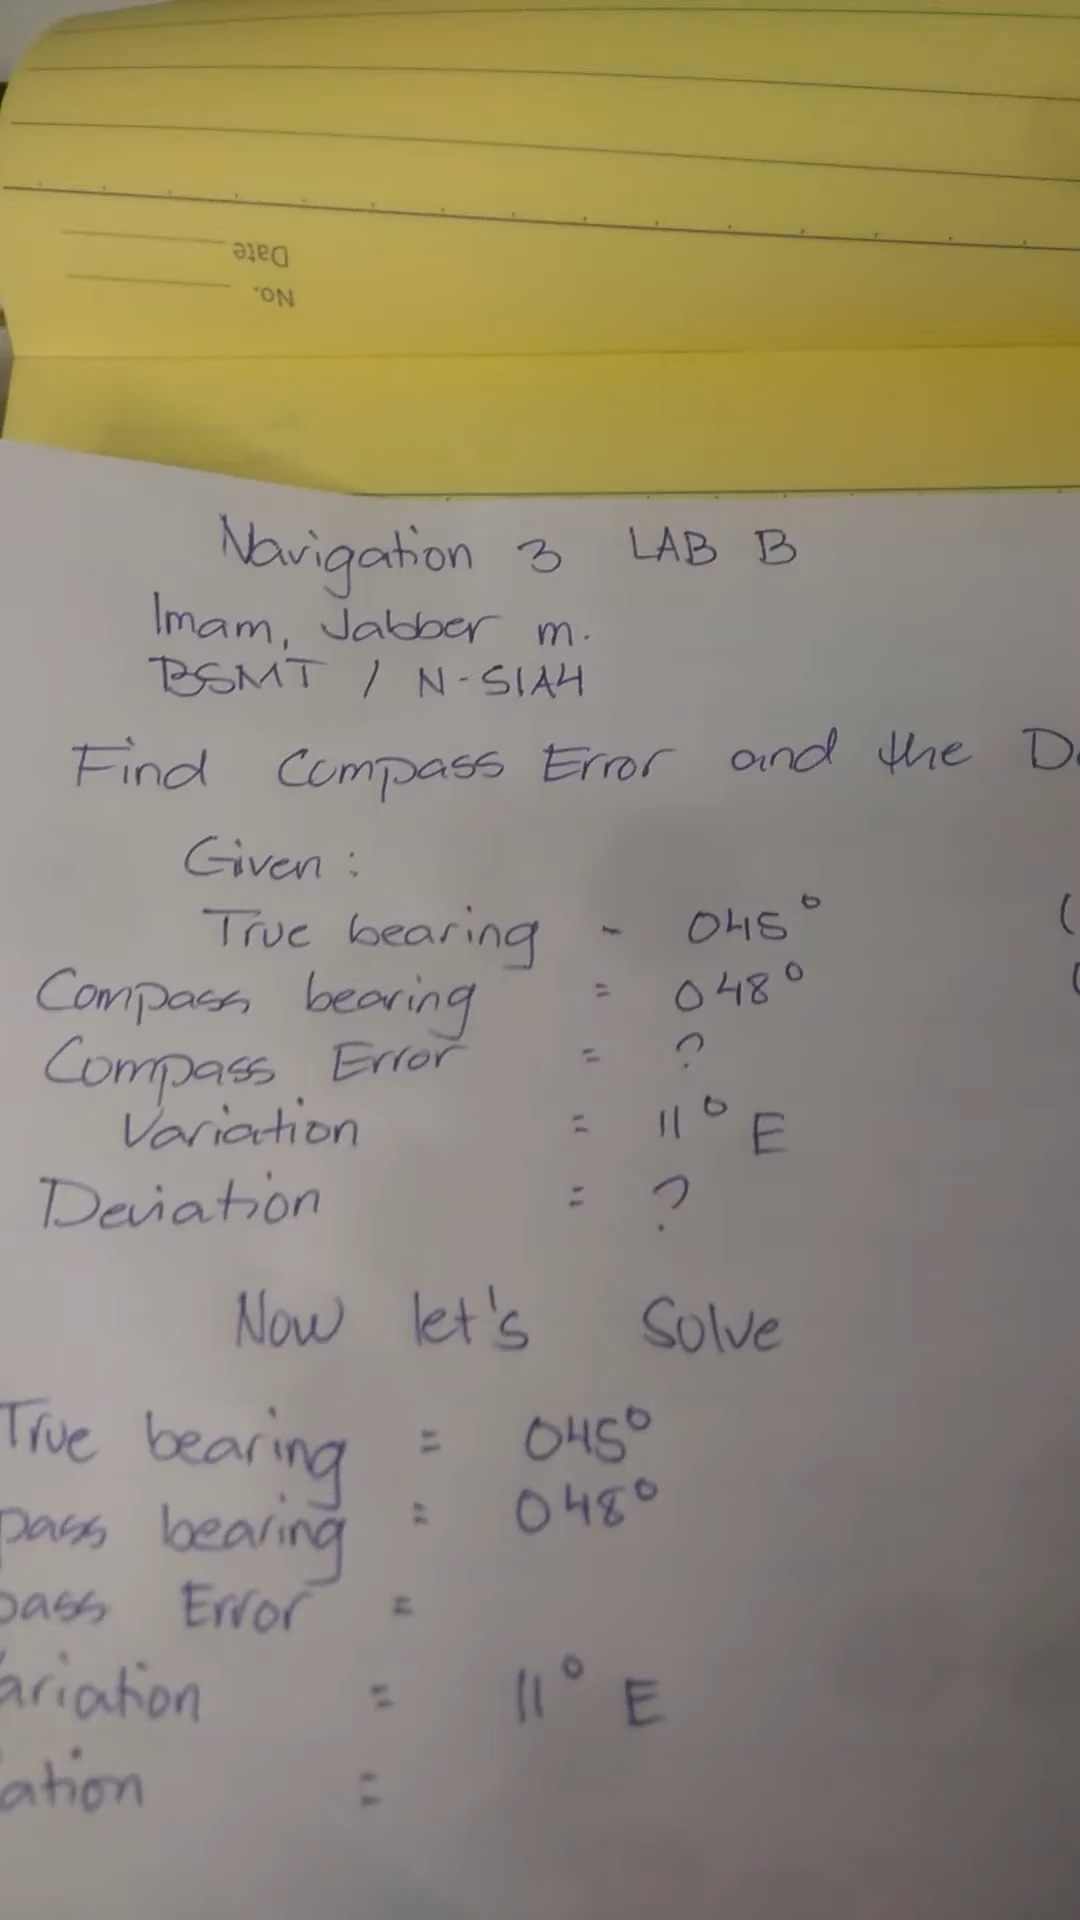 Date
No.
Navigation 3 LAB B
Imam, Jabber m.
BSMT / N-S1A4
Find Compass Error and the
Given :
True bearing - 045°
Compass bearing = 048°
Compass Error = ?
Variation = 11° E
Deviation = ?
Now let's Solve
True bearing = 045°
pass bearing = 048°
pass Error =
ariation = 11° E
ation =